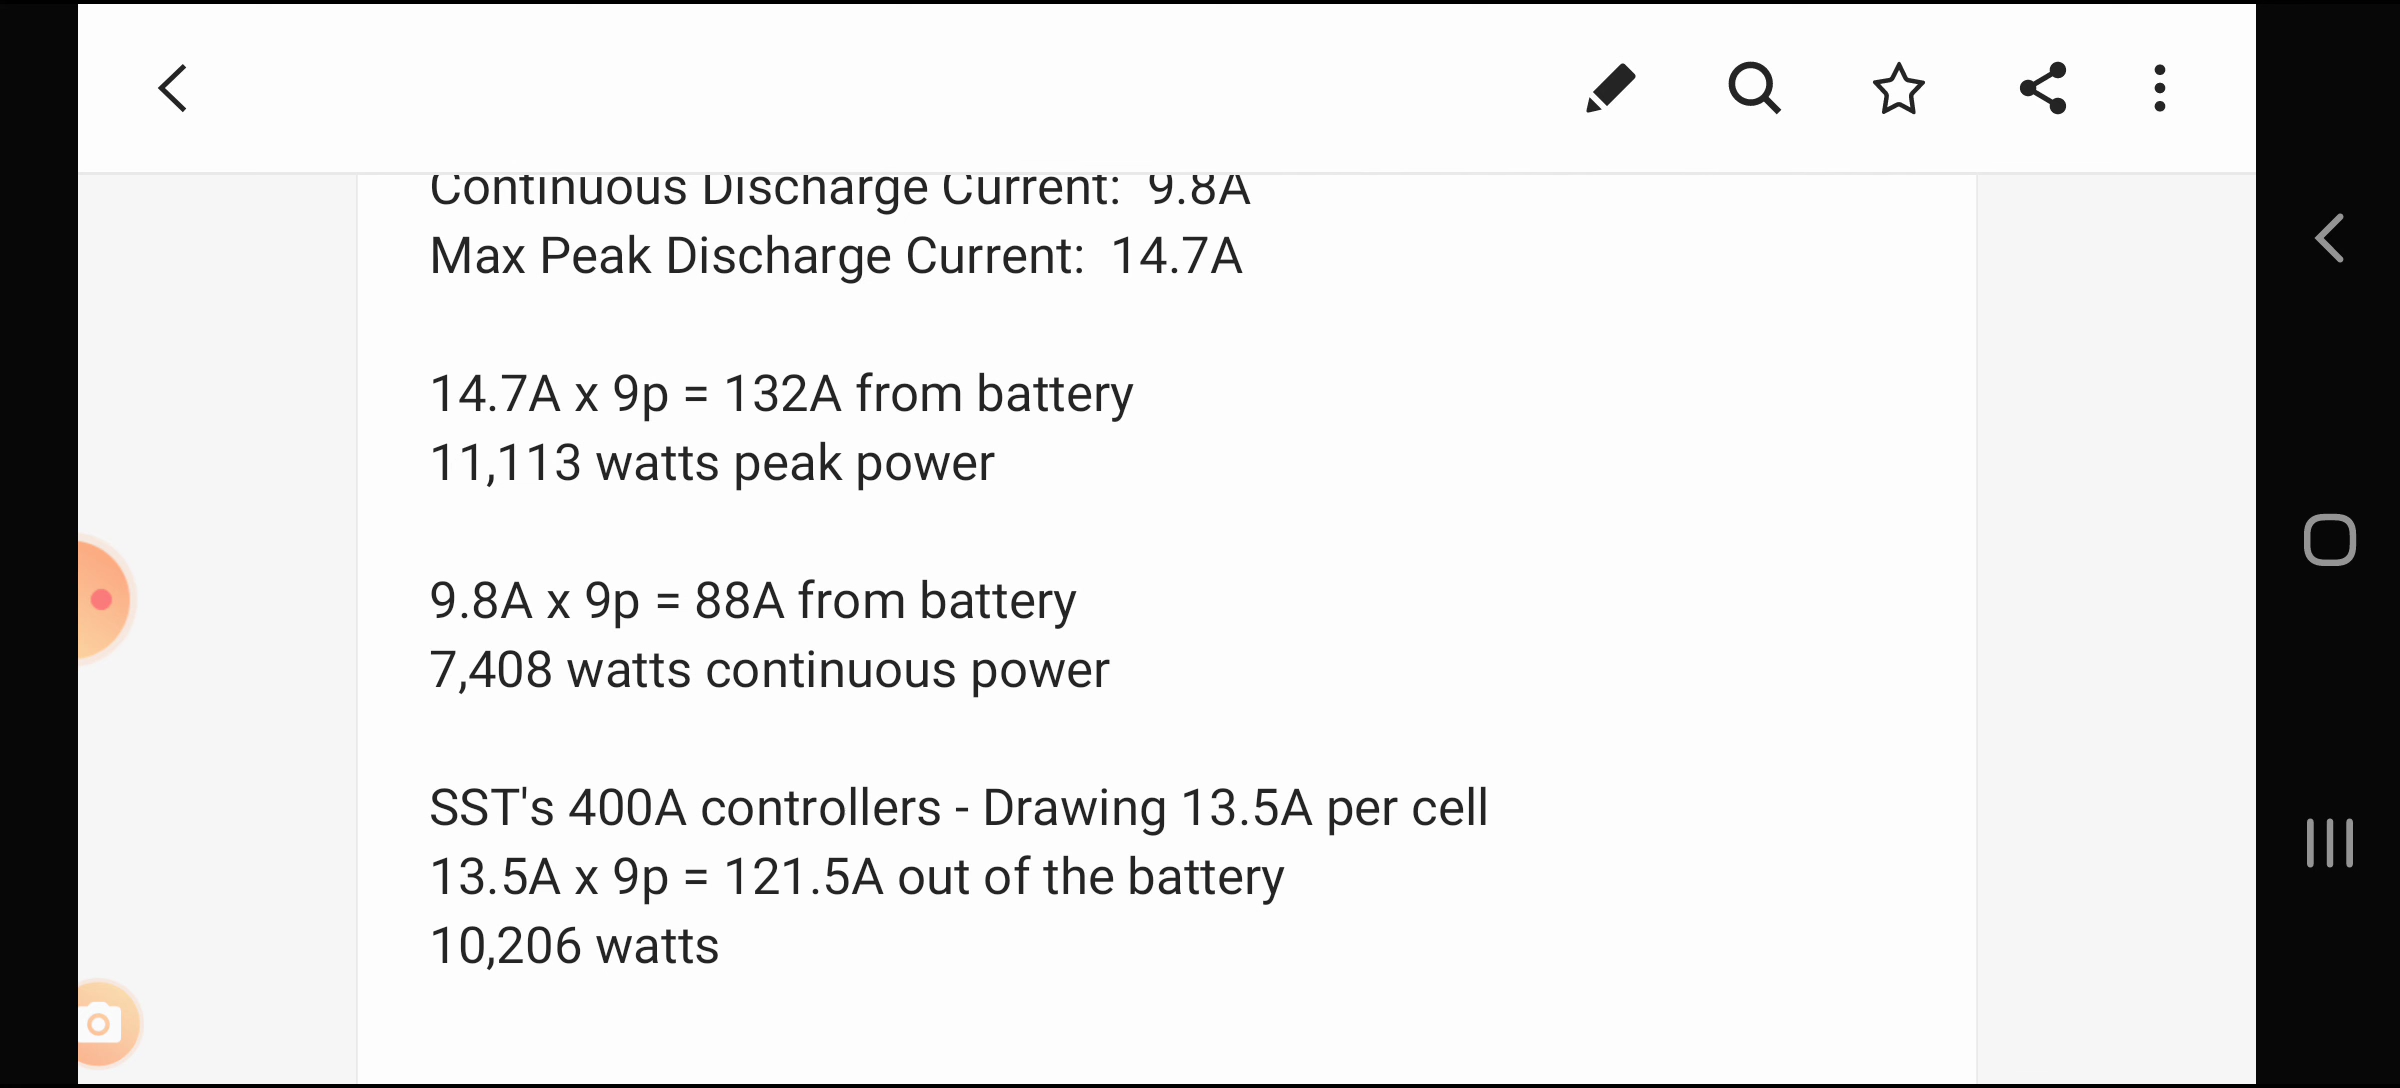 Continuous Discharge Current:  9.8A
Max Peak Discharge Current:  14.7A
14.7A x 9p = 132A from battery
11,113 watts peak power
9.8A x 9p = 88A from battery
7,408 watts continuous power
SST's 400A controllers - Drawing 13.5A per cell
13.5A x 9p = 121.5A out of the battery
10,206 watts